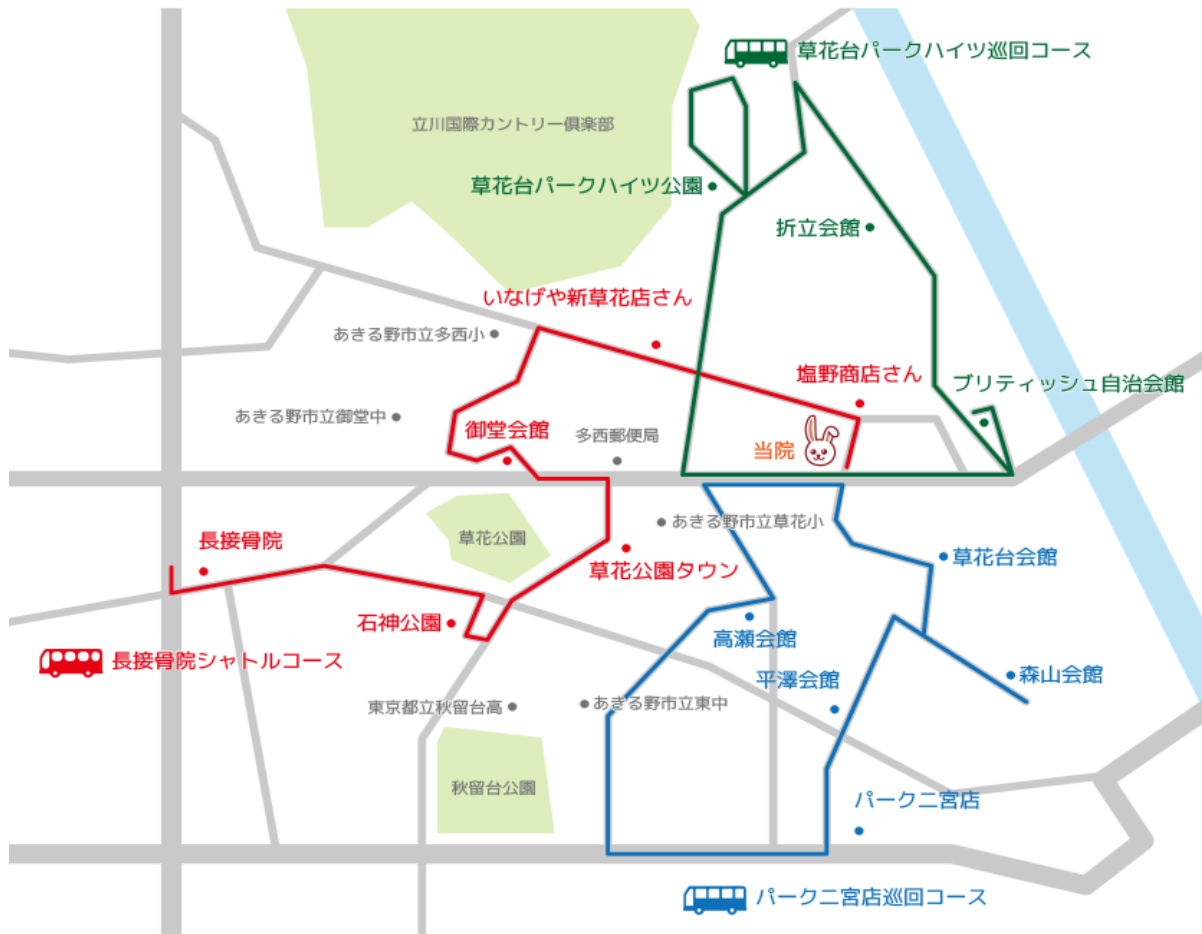 草花台パークハイツ巡回コース
立川国際カントリー倶楽部
草花台パークハイツ公園
折立会館
いなげや新草花店さん
あきる野市立多西小
塩野商店さん
ブリティッシュ自治会館
あきる野市立御堂中
御堂会館
多西郵便局
当院
あきる野市立草花小
草花公園
長接骨院
草花公園タウン
草花台会館
石神公園
高瀬会館
長接骨院シャトルコース
平澤会館
森山会館
東京都立秋留台高
あきる野市立東中
秋留台公園
パーク二宮店
パーク二宮店巡回コース